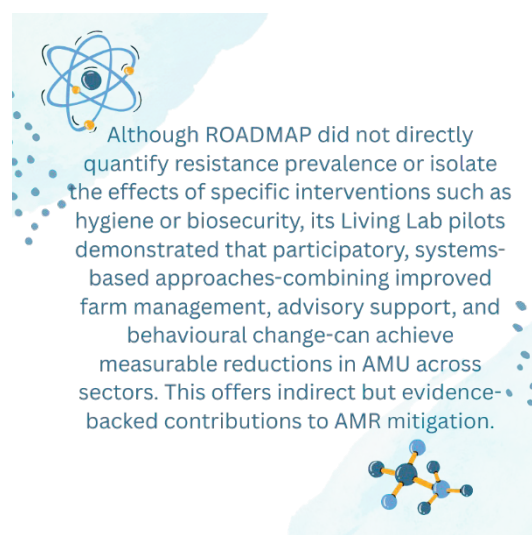 Although ROADMAP did not directly
quantify resistance prevalence or isolate
the effects of specific interventions such as
hygiene or biosecurity, its Living Lab pilots
demonstrated that participatory, systems-
based approaches-combining improved
farm management, advisory support, and
behavioural change-can achieve
measurable reductions in AMU across
sectors. This offers indirect but evidence-
backed contributions to AMR mitigation.